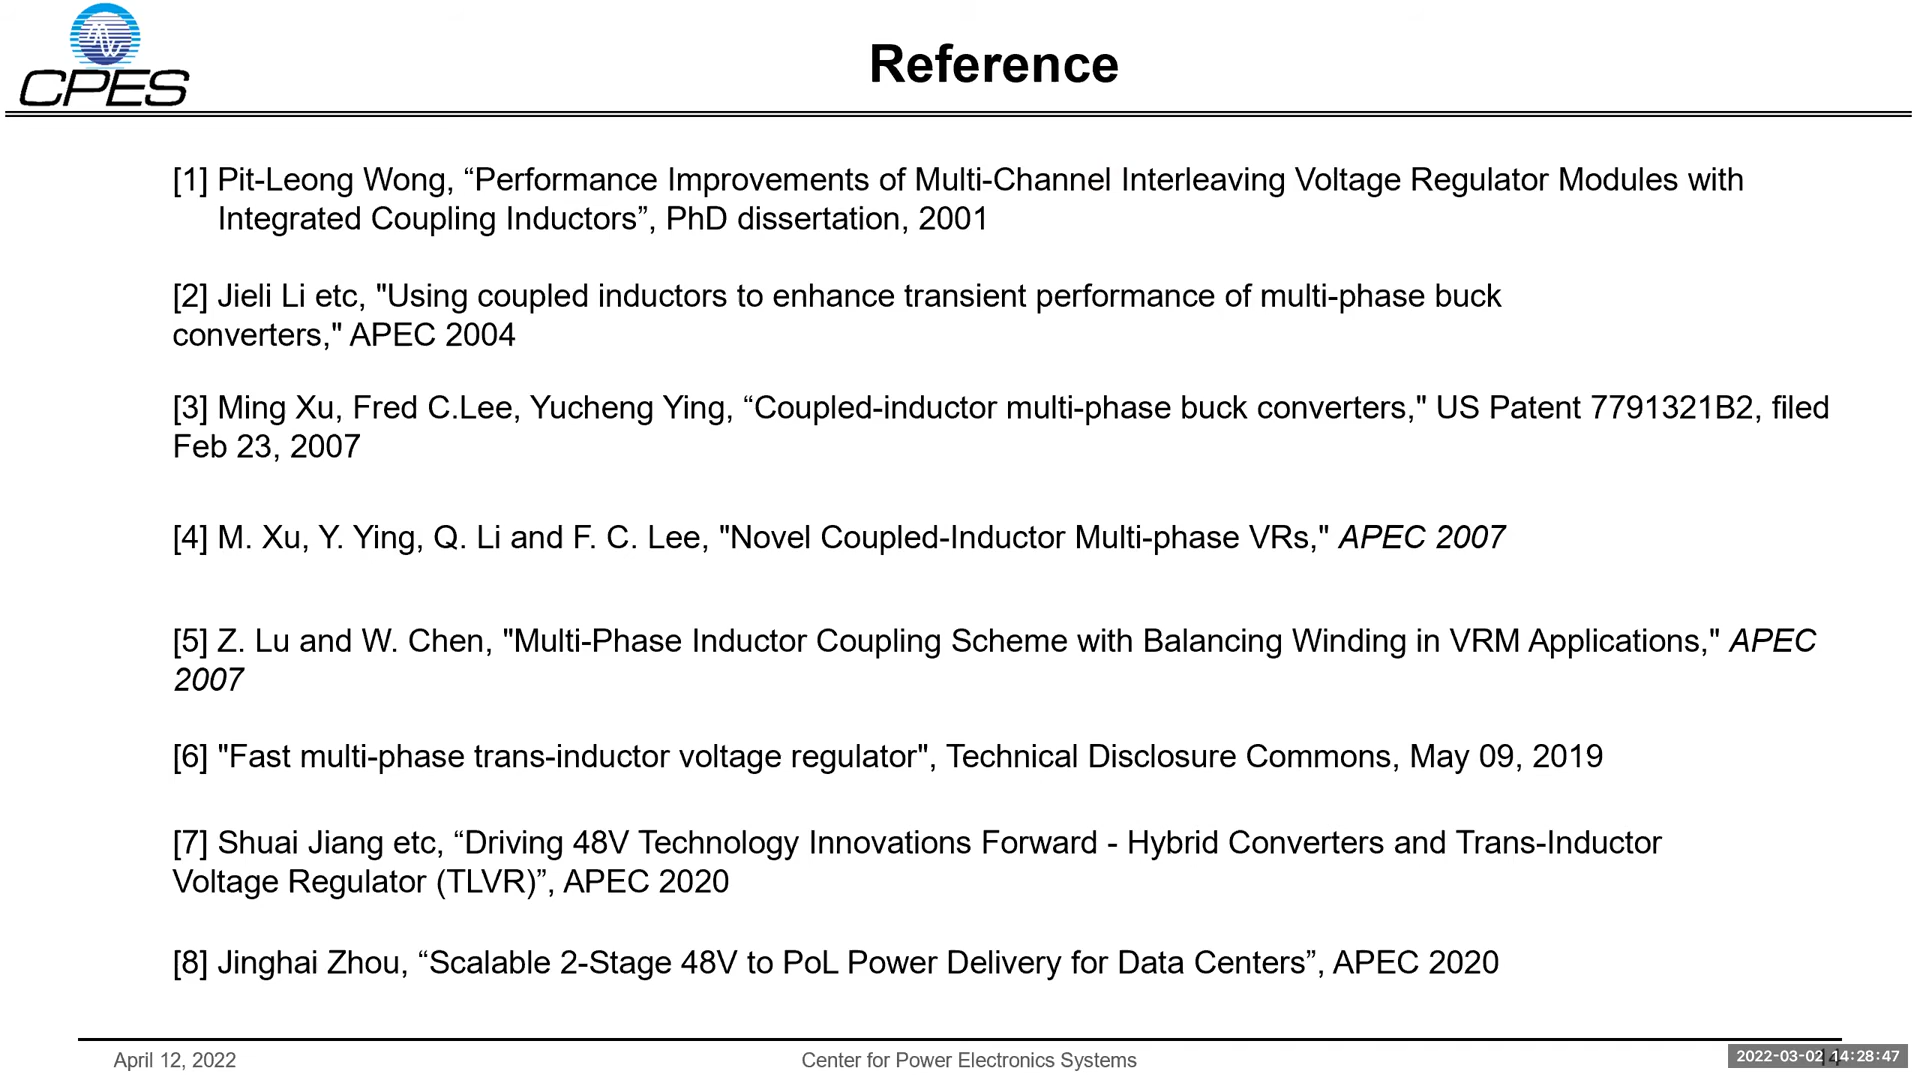 CPES
Reference
[1] Pit-Leong Wong, “Performance Improvements of Multi-Channel Interleaving Voltage Regulator Modules with
Integrated Coupling Inductors”, PhD dissertation, 2001
[2] Jieli Li etc, "Using coupled inductors to enhance transient performance of multi-phase buck
converters," APEC 2004
[3] Ming Xu, Fred C.Lee, Yucheng Ying, “Coupled-inductor multi-phase buck converters," US Patent 7791321B2, filed
Feb 23, 2007
[4] M. Xu, Y. Ying, Q. Li and F. C. Lee, "Novel Coupled-Inductor Multi-phase VRs," APEC 2007
[5] Z. Lu and W. Chen, "Multi-Phase Inductor Coupling Scheme with Balancing Winding in VRM Applications," APEC
2007
[6] "Fast multi-phase trans-inductor voltage regulator", Technical Disclosure Commons, May 09, 2019
[7] Shuai Jiang etc, “Driving 48V Technology Innovations Forward - Hybrid Converters and Trans-Inductor
Voltage Regulator (TLVR)”, APEC 2020
[8] Jinghai Zhou, “Scalable 2-Stage 48V to PoL Power Delivery for Data Centers”, APEC 2020
April 12, 2022
Center for Power Electronics Systems
2022-03-02 14:28:47